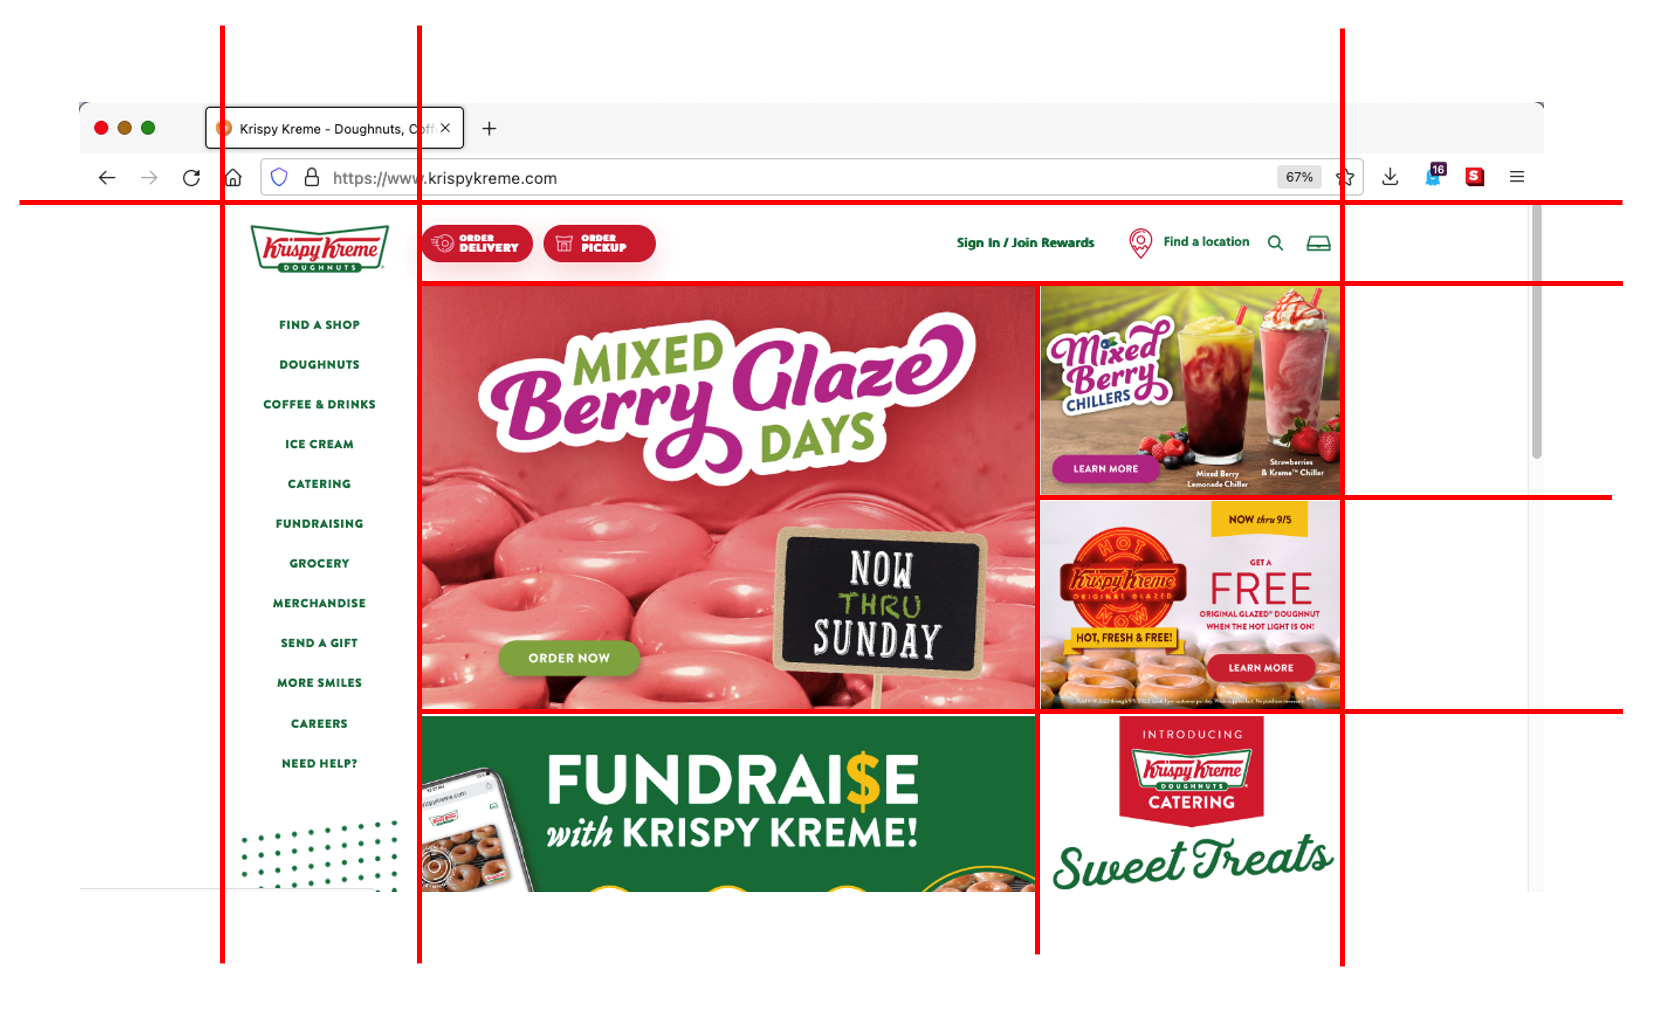 Krispy Kreme - Doughnuts, Coff
https://www.krispykreme.com
67%
16
S
Krispy Kreme
DOUGHNUTS
ORDER
DELIVERY
ORDER
PICKUP
Sign In / Join Rewards
Find a location
FIND A SHOP
DOUGHNUTS
COFFEE & DRINKS
ICE CREAM
CATERING
FUNDRAISING
GROCERY
MERCHANDISE
SEND A GIFT
MORE SMILES
CAREERS
NEED HELP?
MIXED
Berry Glaze
DAYS
NOW
THRU
SUNDAY
ORDER NOW
Mixed
Berry
CHILLERS
LEARN MORE
Mixed Berry
Lemonade Chiller
Strawberries
& Kreme™ Chiller
NOW thru 9/5
HOT
Krispy Kreme
ORIGINAL GLAZED
NOW
HOT, FRESH & FREE!
GET A
FREE
ORIGINAL GLAZED® DOUGHNUT
WHEN THE HOT LIGHT IS ON!
LEARN MORE
FUNDRAI$E
with KRISPY KREME!
INTRODUCING
Krispy Kreme
DOUGHNUTS
CATERING
Sweet Treats